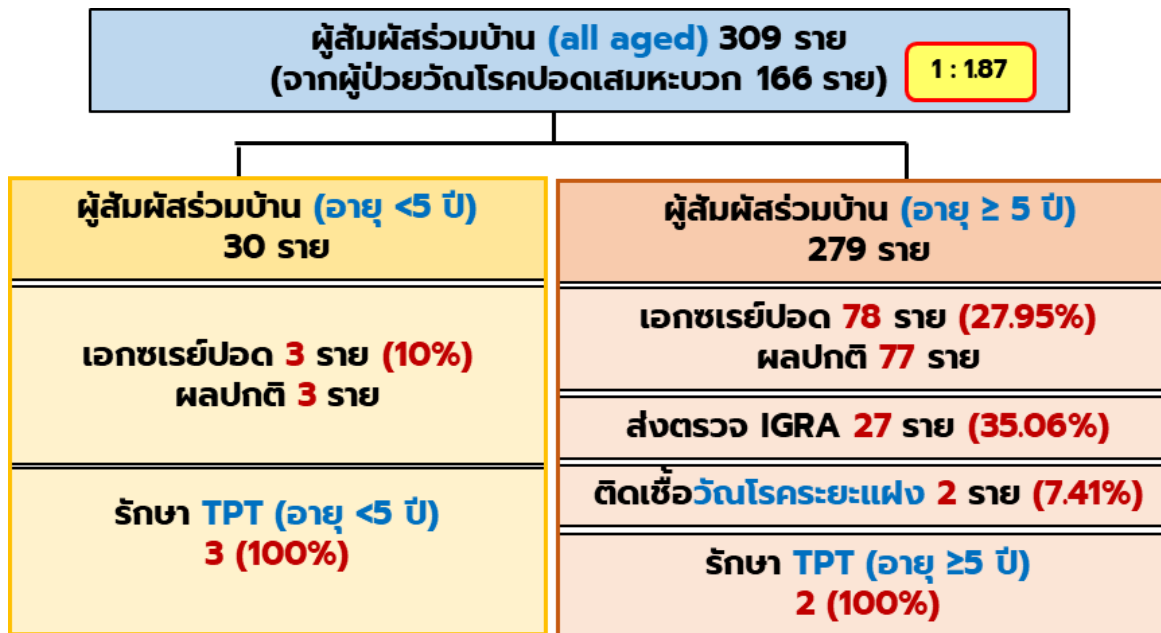 ผู้สัมผัสร่วมบ้าน (all aged) 309 ราย
(จากผู้ป่วยวัณโรคปอดเสมหะบวก 166 ราย)
1 : 1.87
ผู้สัมผัสร่วมบ้าน (อายุ <5 ปี)
30 ราย
เอกซเรย์ปอด 3 ราย (10%)
ผลปกติ 3 ราย
รักษา TPT (อายุ <5 ปี)
3 (100%)
ผู้สัมผัสร่วมบ้าน (อายุ ≥ 5 ปี)
279 ราย
เอกซเรย์ปอด 78 ราย (27.95%)
ผลปกติ 77 ราย
ส่งตรวจ IGRA 27 ราย (35.06%)
ติดเชื้อวัณโรคระยะแฝง 2 ราย (7.41%)
รักษา TPT (อายุ ≥5 ปี)
2 (100%)